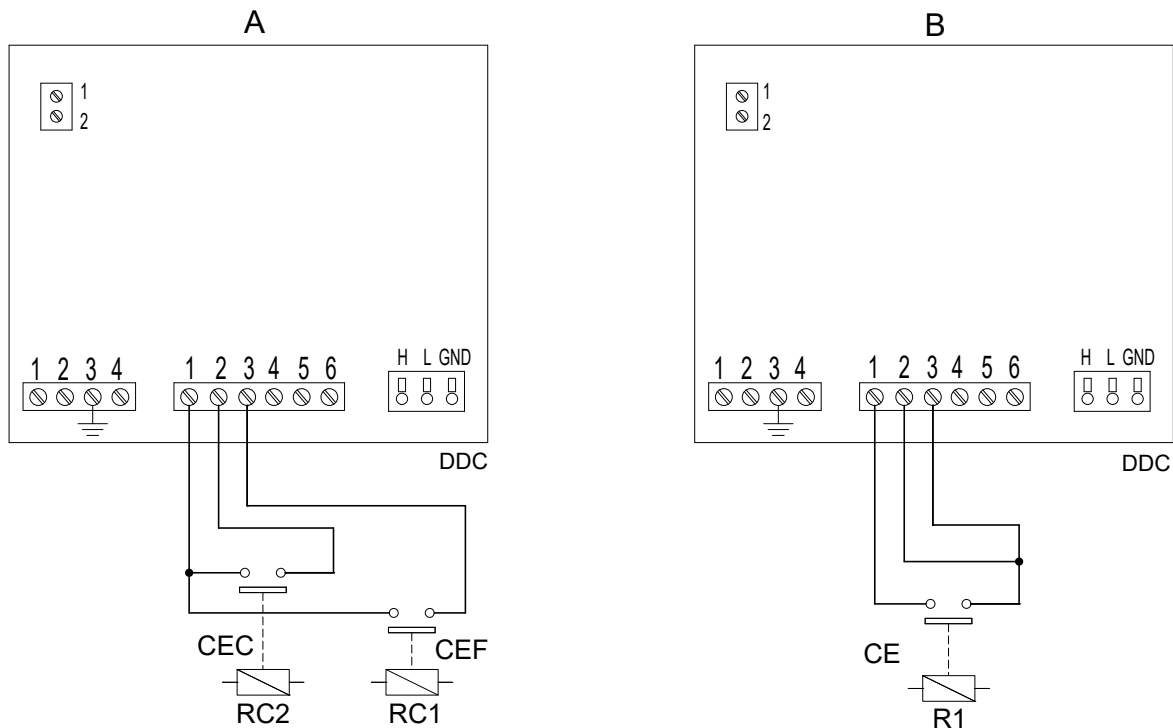 A
B
1
2
1
2
1 2 3 4
1 2 3 4 5 6
H L GND
1 2 3 4
1 2 3 4 5 6
H L GND
DDC
DDC
CEC
CEF
CE
RC2
RC1
R1